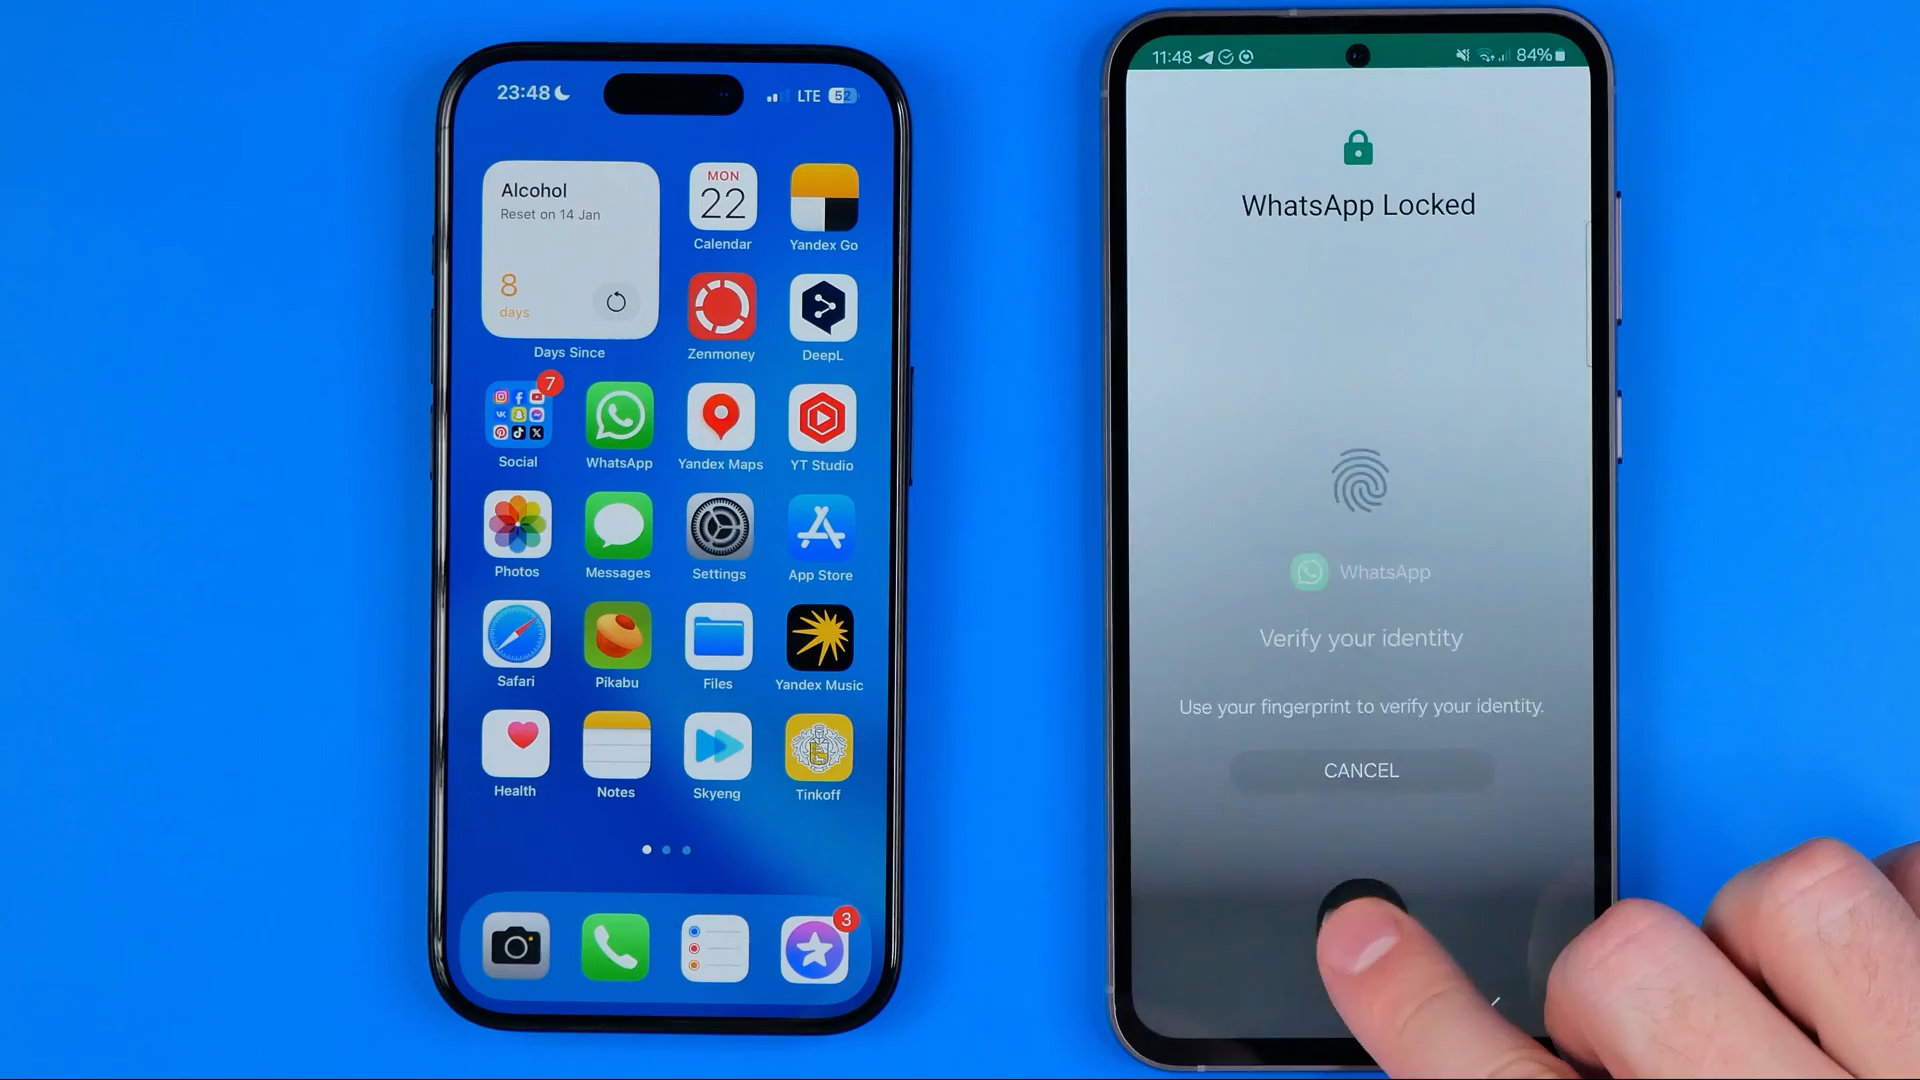 23:48
LTE 52
Alcohol
Reset on 14 Jan
8
days
Days Since
MON
22
Calendar
Yandex Go
Zenmoney
DeepL
7
Social
WhatsApp
Yandex Maps
YT Studio
Photos
Messages
Settings
App Store
Safari
Pikabu
Files
Yandex Music
Health
Notes
Skyeng
Tinkoff
3
11:48
84%
WhatsApp Locked
WhatsApp
Verify your identity
Use your fingerprint to verify your identity.
CANCEL